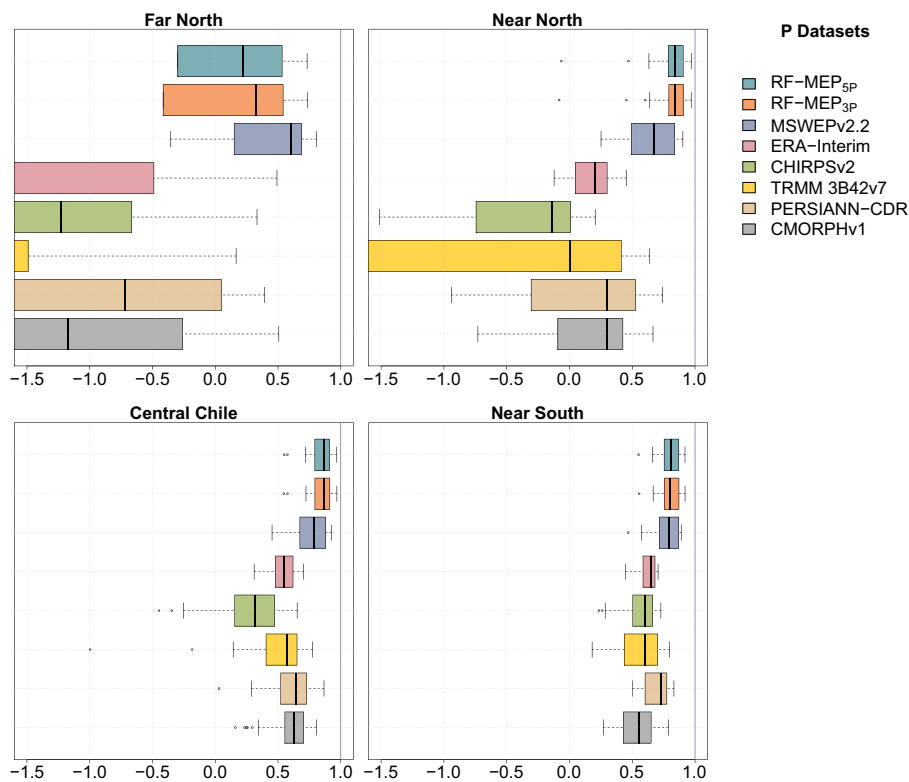 Far North
Near North
P Datasets
RF−MEP5P
RF−MEP3P
MSWEPv2.2
ERA−Interim
CHIRPSv2
TRMM 3B42v7
PERSIANN−CDR
CMORPHv1
−1.5 −1.0 −0.5 0.0 0.5 1.0
−1.5 −1.0 −0.5 0.0 0.5 1.0
Central Chile
Near South
−1.5 −1.0 −0.5 0.0 0.5 1.0
−1.5 −1.0 −0.5 0.0 0.5 1.0